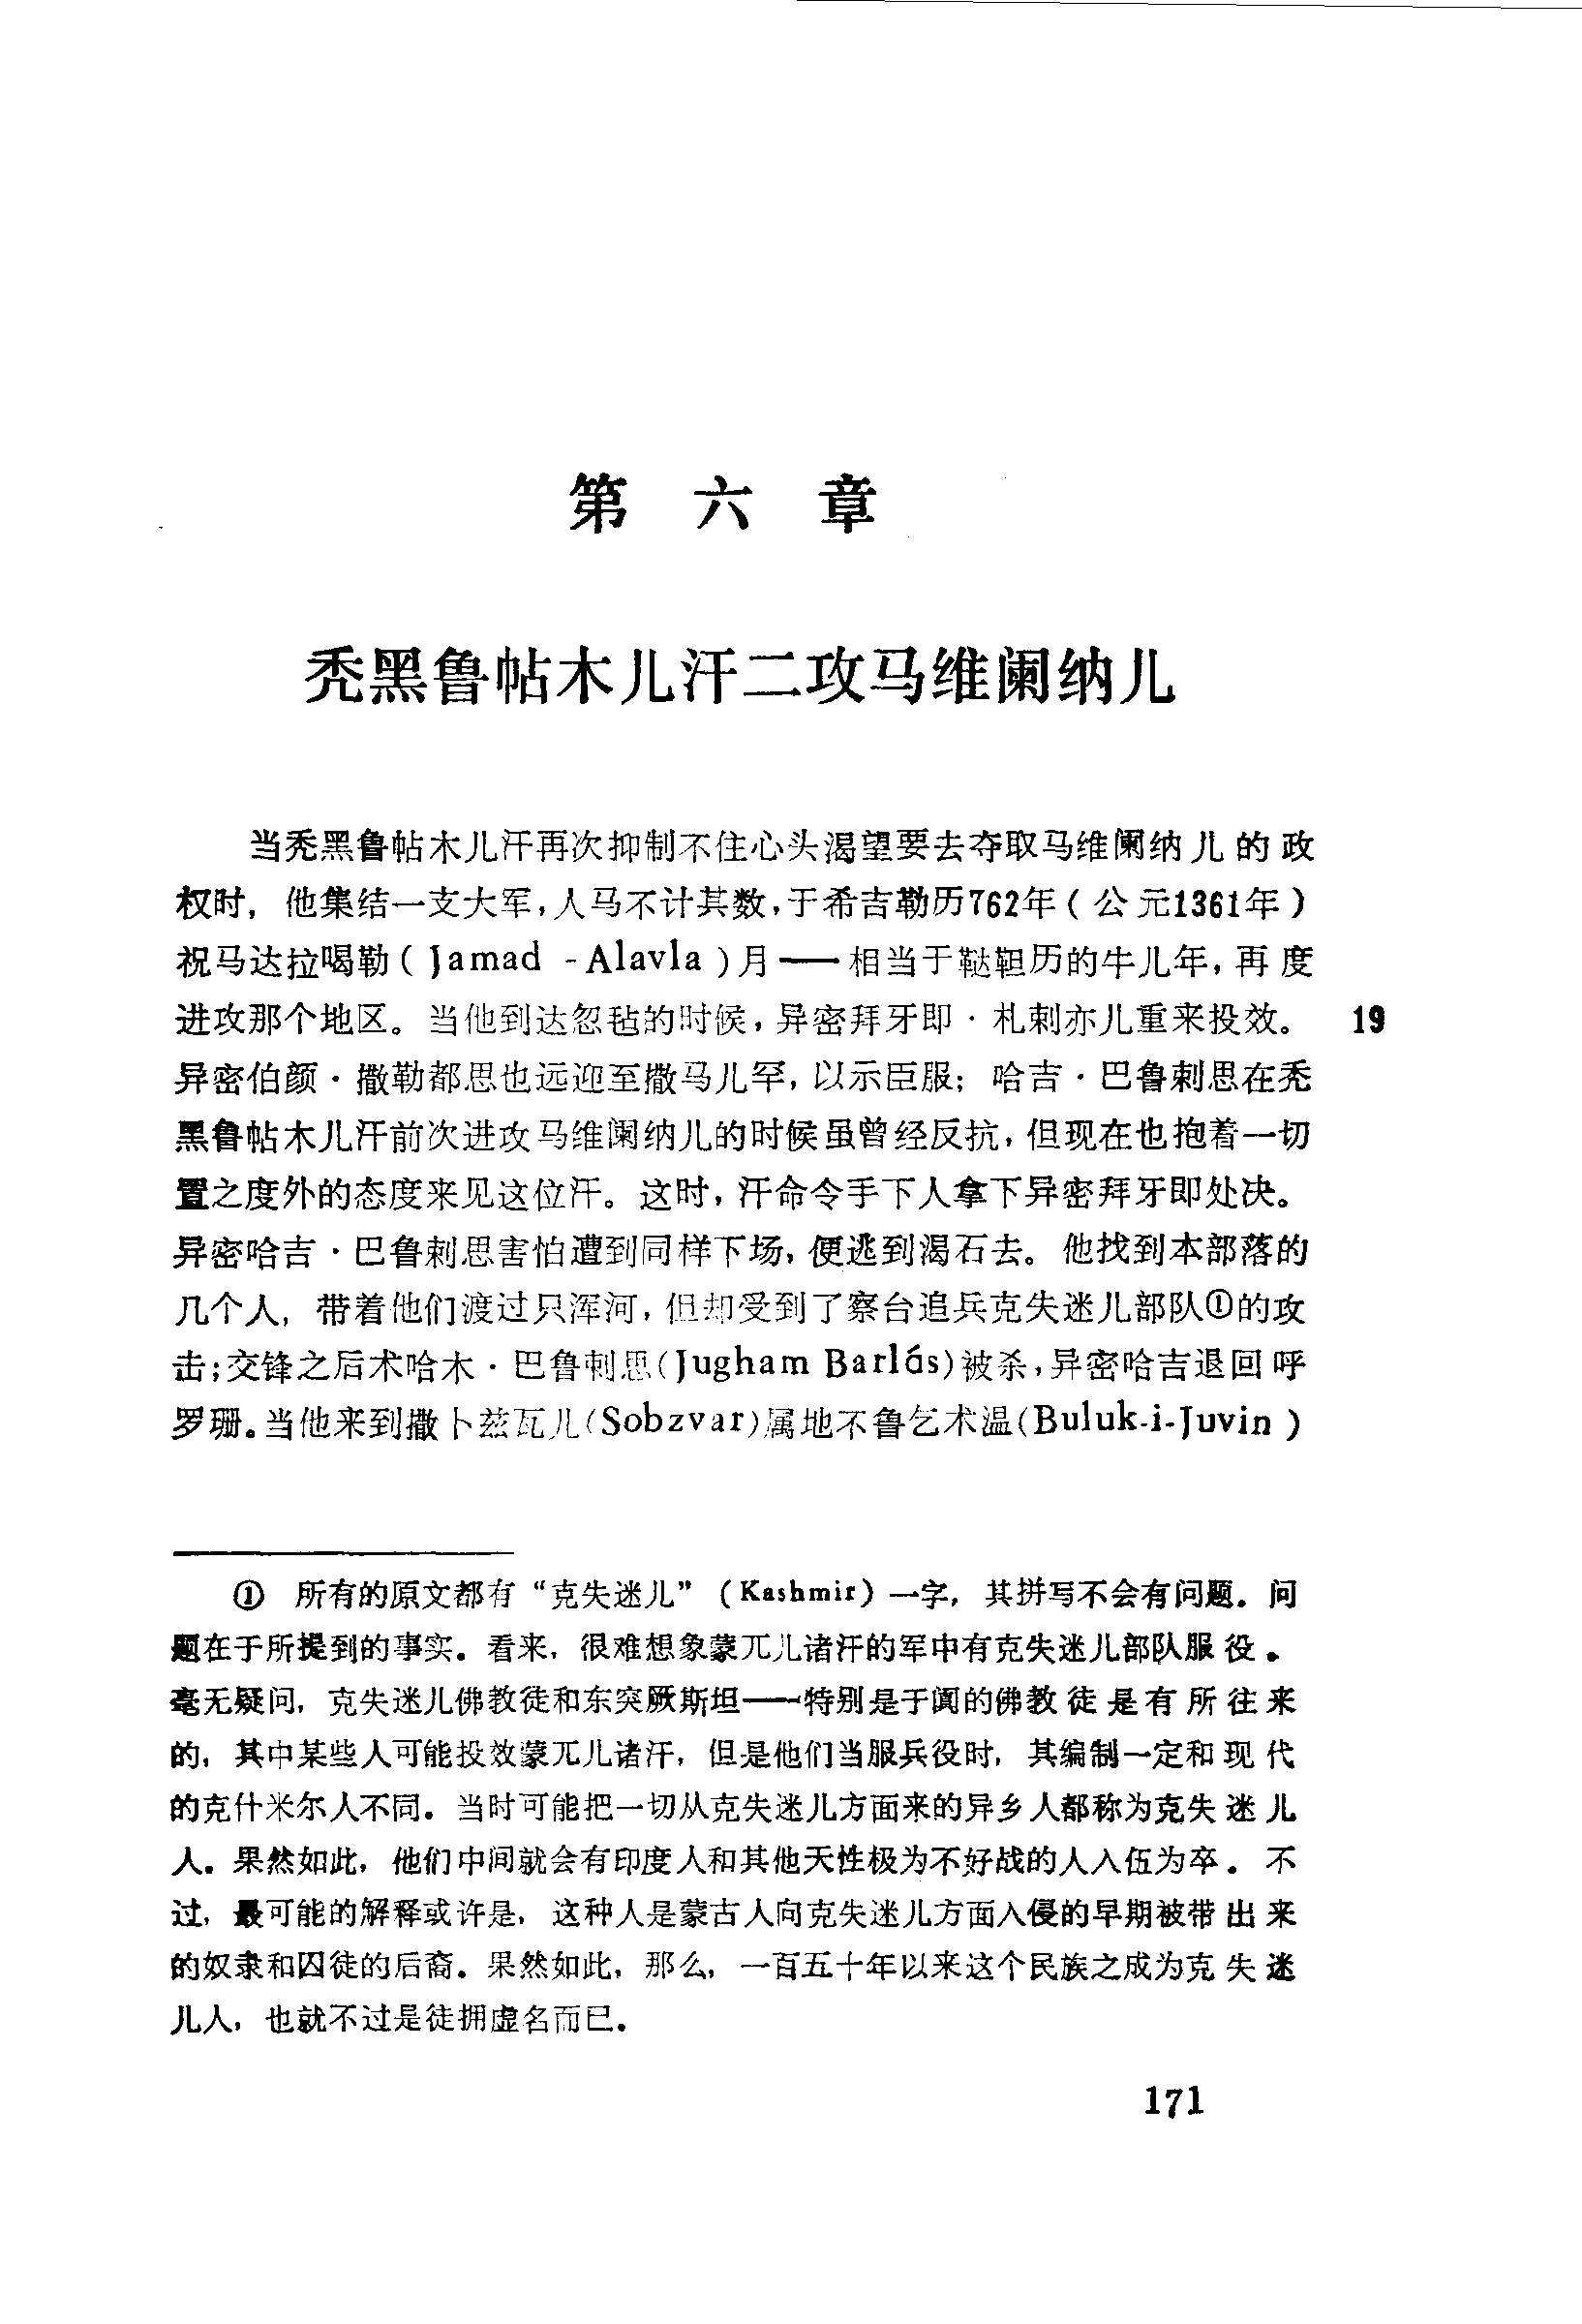 第六章
秃黑鲁帖木儿汗二攻马维阑纳儿
当秃黑鲁帖木儿汗再次抑制不住心头渴望要去夺取马维阑纳儿的政
权时，他集结一支大军，人马不计其数，于希吉勒历762年（公元1361年）
祝马达拉喝勒（Jamad -Alavla）月——相当于鞑靼历的牛儿年，再度
进攻那个地区。当他到达忽毡的时候，异密拜牙即·札剌亦儿重来投效。 19
异密伯颜·撒勒都思也远迎至撒马儿罕，以示臣服；哈吉·巴鲁剌思在秃
黑鲁帖木儿汗前次进攻马维阑纳儿的时候虽曾经反抗，但现在也抱着一切
置之度外的态度来见这位汗。这时，汗命令手下人拿下异密拜牙即处决。
异密哈吉·巴鲁剌思害怕遭到同样下场，便逃到渴石去。他找到本部落的
几个人，带着他们渡过只浑河，但却受到了察台追兵克失迷儿部队①的攻
击；交锋之后术哈木·巴鲁剌思（Jugham Barlás）被杀，异密哈吉退回呼
罗珊。当他来到撒卜兹瓦儿（Sobzvar）属地不鲁乞术温（Buluk-i-Juvin）
① 所有的原文都有“克失迷儿”（Kashmir）一字，其拼写不会有问题。问
题在于所提到的事实。看来，很难想象蒙兀儿诸汗的军中有克失迷儿部队服役。
毫无疑问，克失迷儿佛教徒和东突厥斯坦——特别是于阗的佛教徒是有所往来
的，其中某些人可能投效蒙兀儿诸汗，但是他们当服兵役时，其编制一定和现代
的克什米尔人不同。当时可能把一切从克失迷儿方面来的异乡人都称为克失迷儿
人。果然如此，他们中间就会有印度人和其他天性极为不好战的人入伍为卒。不
过，最可能的解释或许是，这种人是蒙古人向克失迷儿方面入侵的早期被带出来
的奴隶和囚徒的后裔。果然如此，那么，一百五十年以来这个民族之成为克失迷
儿人，也就不过是徒拥虚名而已。
171